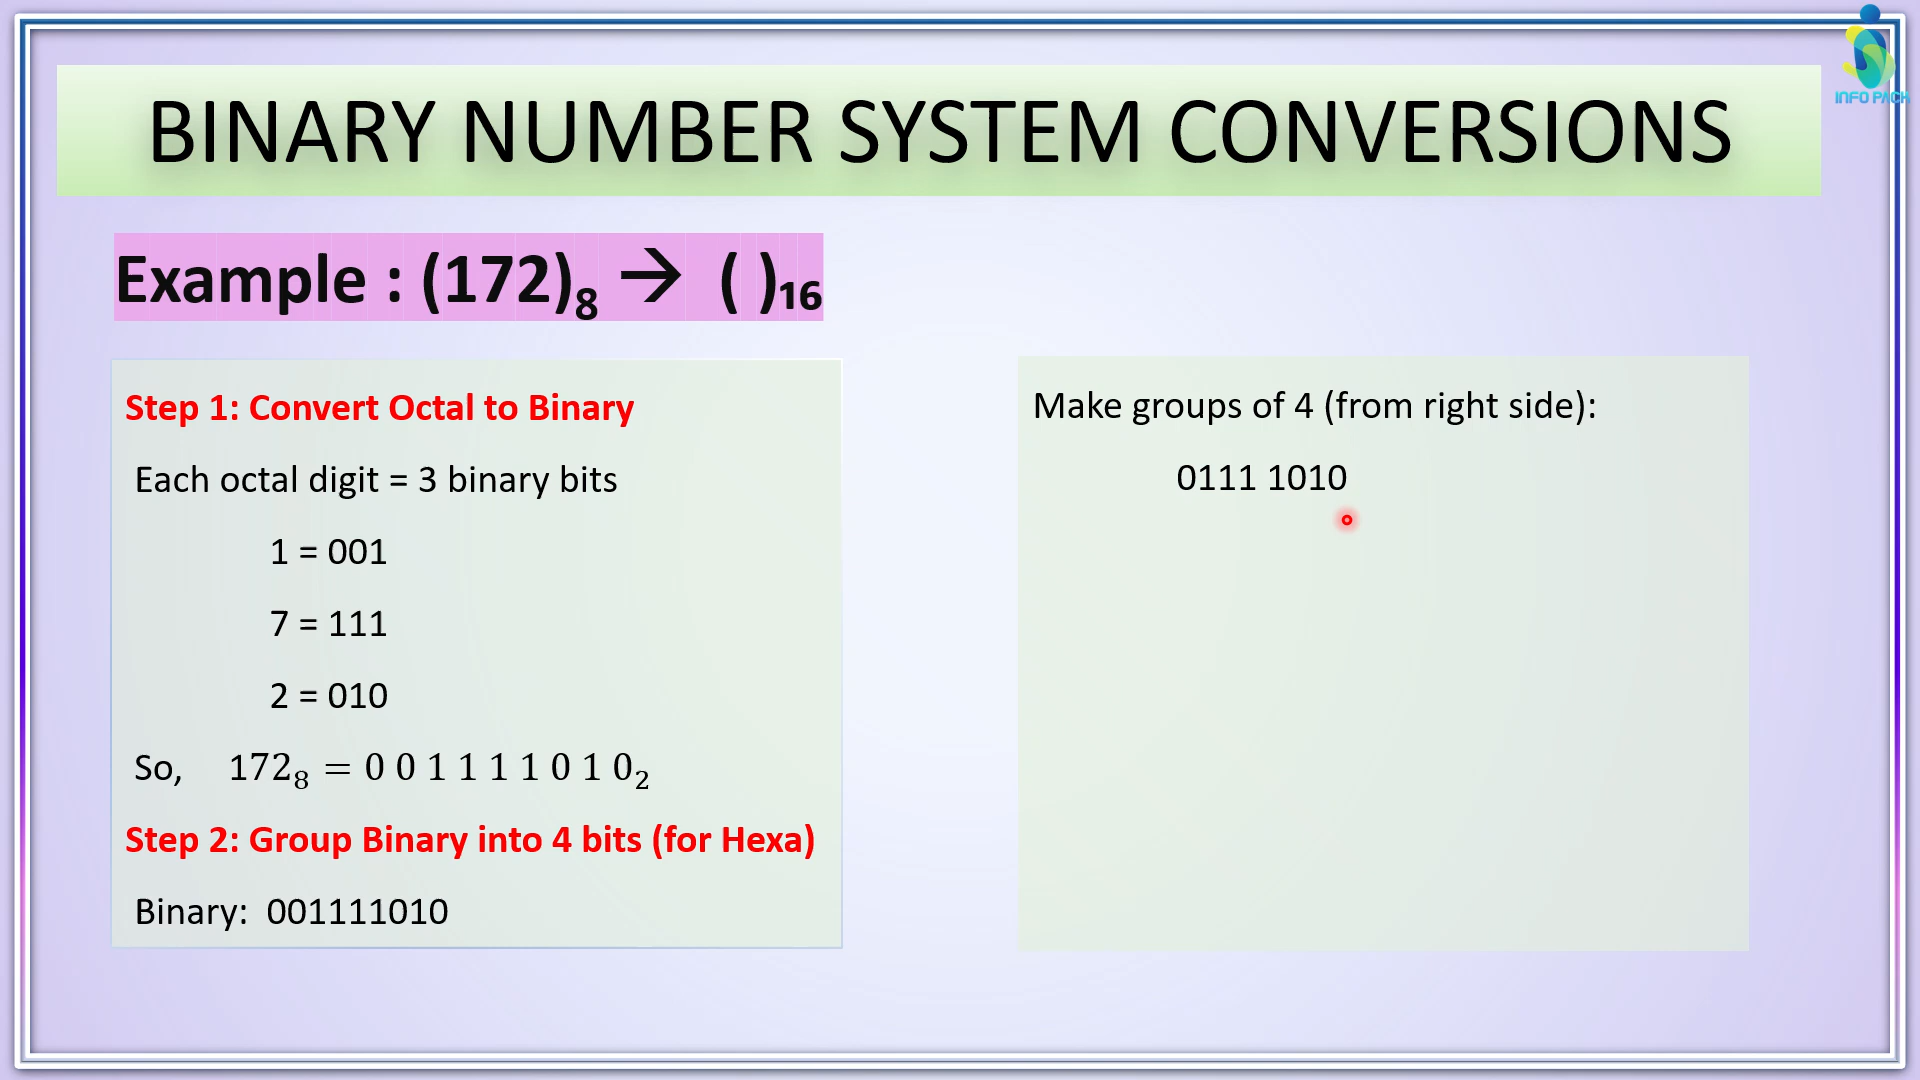 INFO PACK
BINARY NUMBER SYSTEM CONVERSIONS
Example : (172)₈ → ( )₁₆
Step 1: Convert Octal to Binary
Each octal digit = 3 binary bits
1 = 001
7 = 111
2 = 010
So, 172₈ = 0 0 1 1 1 1 0 1 0₂
Step 2: Group Binary into 4 bits (for Hexa)
Binary: 001111010
Make groups of 4 (from right side):
0111 1010